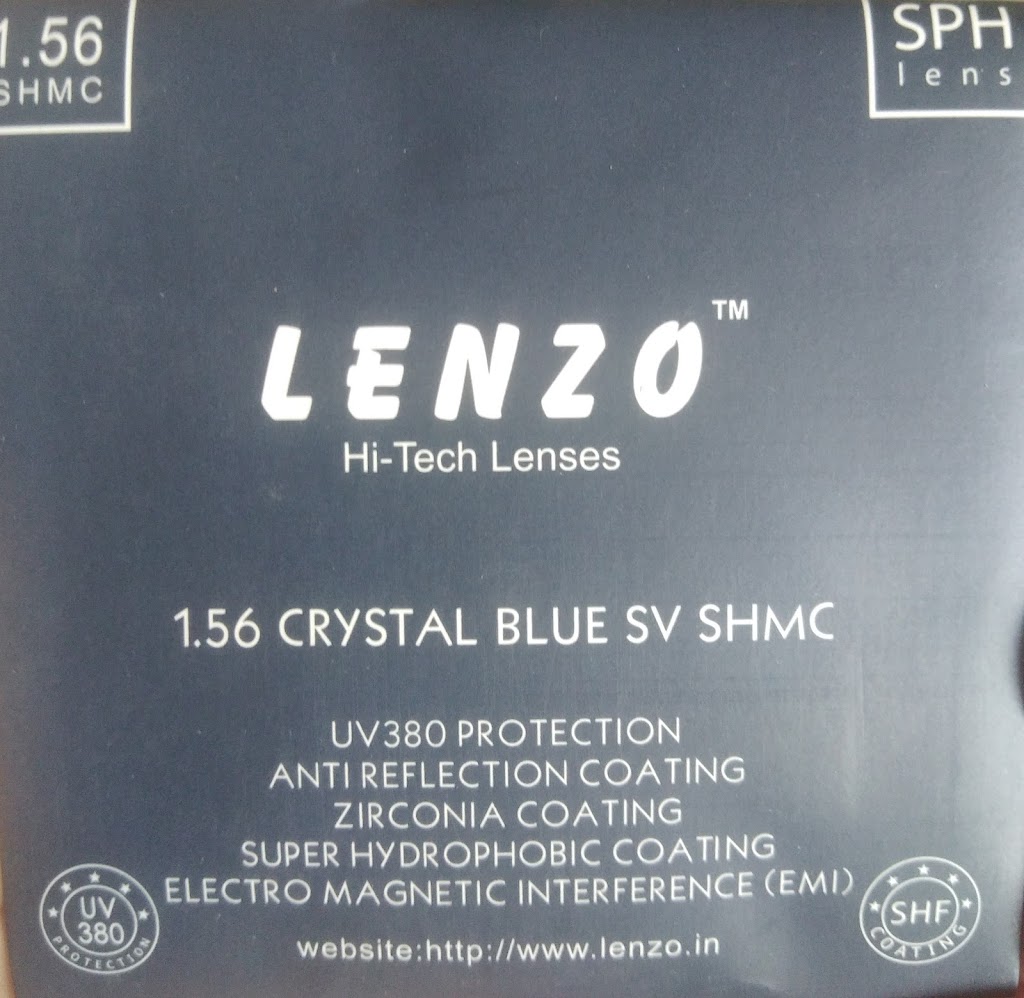 1.56
SHMC
SPH
lens
LENZO™
Hi-Tech Lenses
1.56 CRYSTAL BLUE SV SHMC
UV380 PROTECTION
ANTI REFLECTION COATING
ZIRCONIA COATING
SUPER HYDROPHOBIC COATING
ELECTRO MAGNETIC INTERFERENCE (EMI)
website:http://www.lenzo.in
UV
380
PROTECTION
SHF
COATING